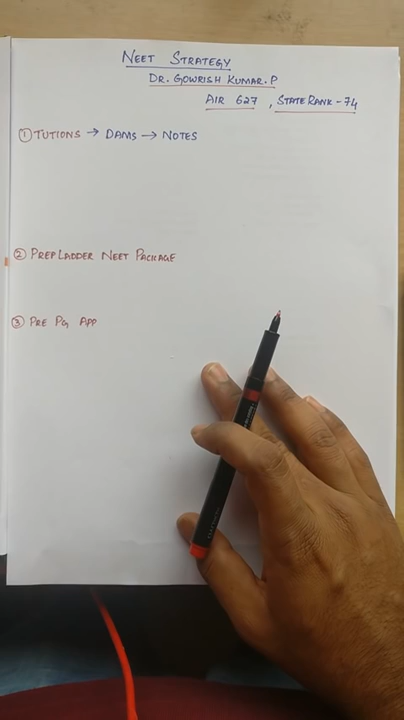 NEET STRATEGY
DR. GOWRISH KUMAR. P
AIR 627 , STATE RANK - 74
① TUTIONS → DAMS → NOTES
② PREPLADDER NEET PACKAGE
③ PRE PG APP